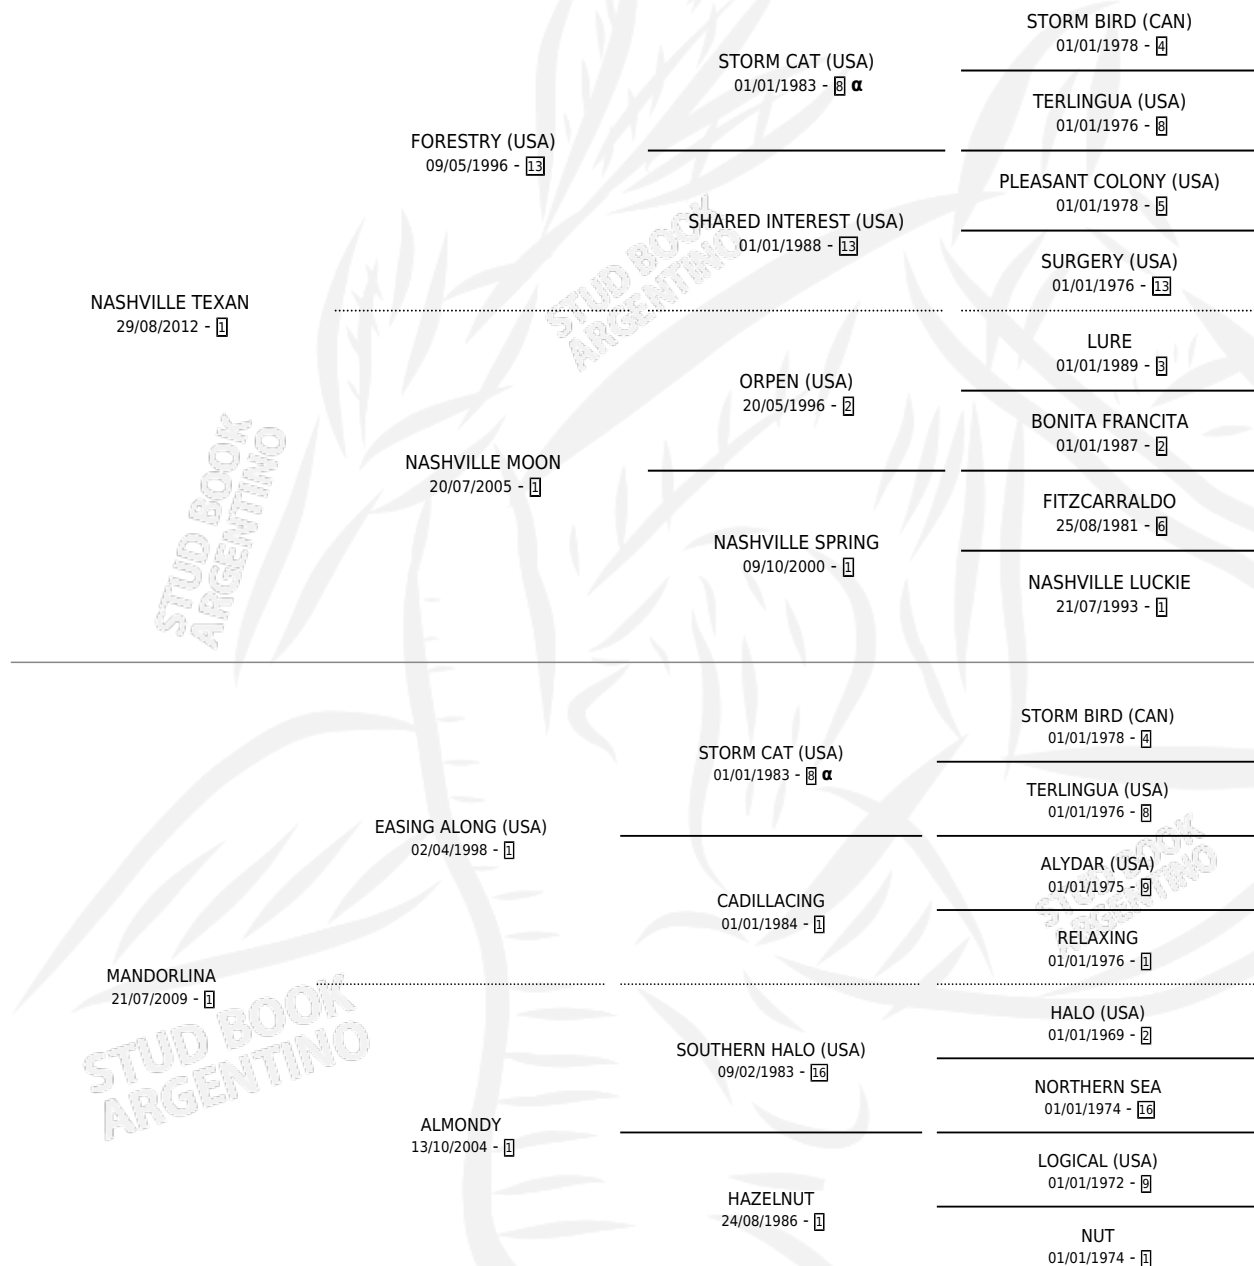 STORM BIRD (CAN)
01/01/1978 - 4
STORM CAT (USA)
01/01/1983 - 8 α
TERLINGUA (USA)
01/01/1976 - 8
FORESTRY (USA)
09/05/1996 - 13
PLEASANT COLONY (USA)
01/01/1978 - 5
SHARED INTEREST (USA)
01/01/1988 - 13
SURGERY (USA)
01/01/1976 - 13
STUD BOOK
ARGENTINO
NASHVILLE TEXAN
29/08/2012 - 1
LURE
01/01/1989 - 3
ORPEN (USA)
20/05/1996 - 2
BONITA FRANCITA
01/01/1987 - 2
NASHVILLE MOON
20/07/2005 - 1
FITZCARRALDO
25/08/1981 - 6
NASHVILLE SPRING
09/10/2000 - 1
NASHVILLE LUCKIE
21/07/1993 - 1
STUD BOOK
ARGENTINO
STORM BIRD (CAN)
01/01/1978 - 4
STORM CAT (USA)
01/01/1983 - 8 α
TERLINGUA (USA)
01/01/1976 - 8
EASING ALONG (USA)
02/04/1998 - 1
ALYDAR (USA)
01/01/1975 - 9
STUD BOOK
ARGENTINO
CADILLACING
01/01/1984 - 1
RELAXING
01/01/1976 - 1
MANDORLINA
21/07/2009 - 1
STUD BOOK
ARGENTINO
HALO (USA)
01/01/1969 - 2
SOUTHERN HALO (USA)
09/02/1983 - 16
NORTHERN SEA
01/01/1974 - 16
ALMONDY
13/10/2004 - 1
LOGICAL (USA)
01/01/1972 - 9
HAZELNUT
24/08/1986 - 1
NUT
01/01/1974 - 1